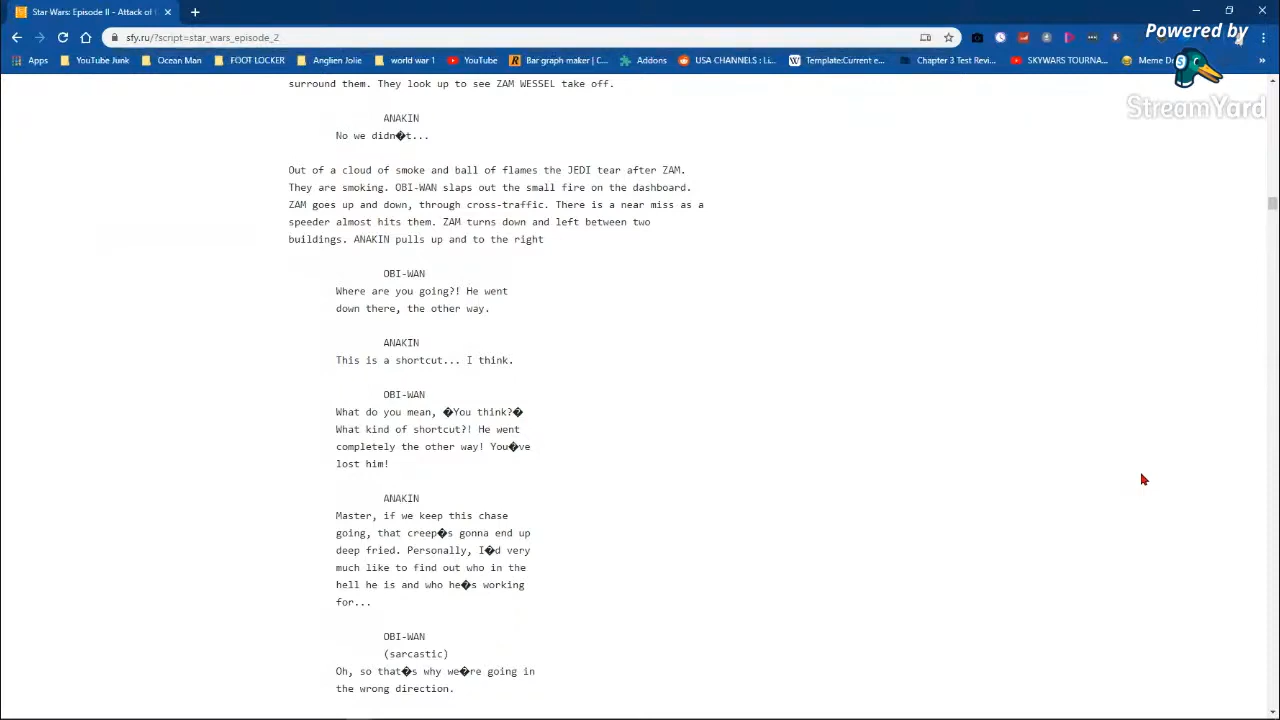 Star Wars: Episode II - Attack of
Powered by
sfy.ru/?script=star_wars_episode_2
Apps
YouTube Junk
Ocean Man
FOOT LOCKER
Anglien Jolie
world war 1
YouTube
Bar graph maker | C...
Addons
USA CHANNELS : Li...
Template:Current e...
Chapter 3 Test Revi...
SKYWARS TOURNA...
Meme De
»
StreamYard
surround them. They look up to see ZAM WESSEL take off.
ANAKIN
No we didn�t...
Out of a cloud of smoke and ball of flames the JEDI tear after ZAM.
They are smoking. OBI-WAN slaps out the small fire on the dashboard.
ZAM goes up and down, through cross-traffic. There is a near miss as a
speeder almost hits them. ZAM turns down and left between two
buildings. ANAKIN pulls up and to the right
OBI-WAN
Where are you going?! He went
down there, the other way.
ANAKIN
This is a shortcut... I think.
OBI-WAN
What do you mean, �You think?�
What kind of shortcut?! He went
completely the other way! You�ve
lost him!
ANAKIN
Master, if we keep this chase
going, that creep�s gonna end up
deep fried. Personally, I�d very
much like to find out who in the
hell he is and who he�s working
for...
OBI-WAN
(sarcastic)
Oh, so that�s why we�re going in
the wrong direction.